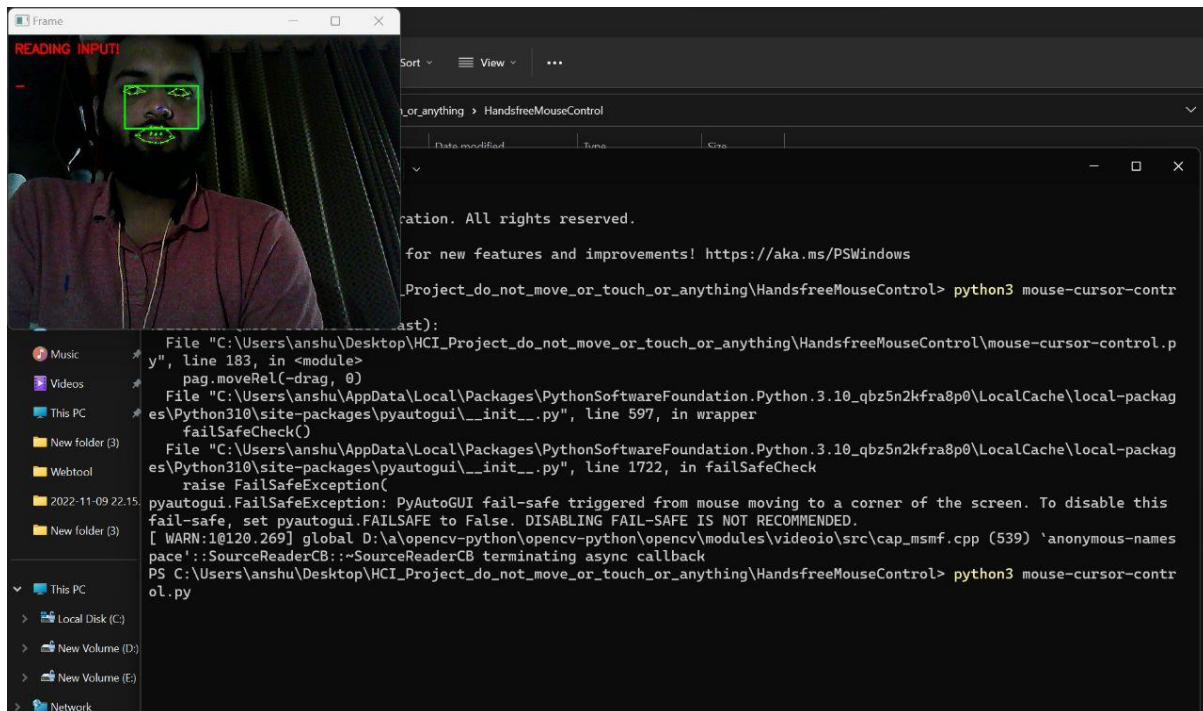 Frame
READING INPUT!
Sort
View
_or_anything > HandsfreeMouseControl
Date modified Type Size
ration. All rights reserved.
for new features and improvements! https://aka.ms/PSWindows
_Project_do_not_move_or_touch_or_anything\HandsfreeMouseControl> python3 mouse-cursor-contr
ast):
File "C:\Users\anshu\Desktop\HCI_Project_do_not_move_or_touch_or_anything\HandsfreeMouseControl\mouse-cursor-control.p
y", line 183, in <module>
pag.moveRel(-drag, 0)
File "C:\Users\anshu\AppData\Local\Packages\PythonSoftwareFoundation.Python.3.10_qbz5n2kfra8p0\LocalCache\local-packag
es\Python310\site-packages\pyautogui\__init__.py", line 597, in wrapper
failSafeCheck()
File "C:\Users\anshu\AppData\Local\Packages\PythonSoftwareFoundation.Python.3.10_qbz5n2kfra8p0\LocalCache\local-packag
es\Python310\site-packages\pyautogui\__init__.py", line 1722, in failSafeCheck
raise FailSafeException(
pyautogui.FailSafeException: PyAutoGUI fail-safe triggered from mouse moving to a corner of the screen. To disable this
fail-safe, set pyautogui.FAILSAFE to False. DISABLING FAIL-SAFE IS NOT RECOMMENDED.
[ WARN:1@120.269] global D:\a\opencv-python\opencv-python\opencv\modules\videoio\src\cap_msmf.cpp (539) `anonymous-names
pace'::SourceReaderCB::~SourceReaderCB terminating async callback
PS C:\Users\anshu\Desktop\HCI_Project_do_not_move_or_touch_or_anything\HandsfreeMouseControl> python3 mouse-cursor-contr
ol.py
Music
Videos
This PC
New folder (3)
Webtool
2022-11-09 22.15.
New folder (3)
This PC
Local Disk (C:)
New Volume (D:)
New Volume (E:)
Network